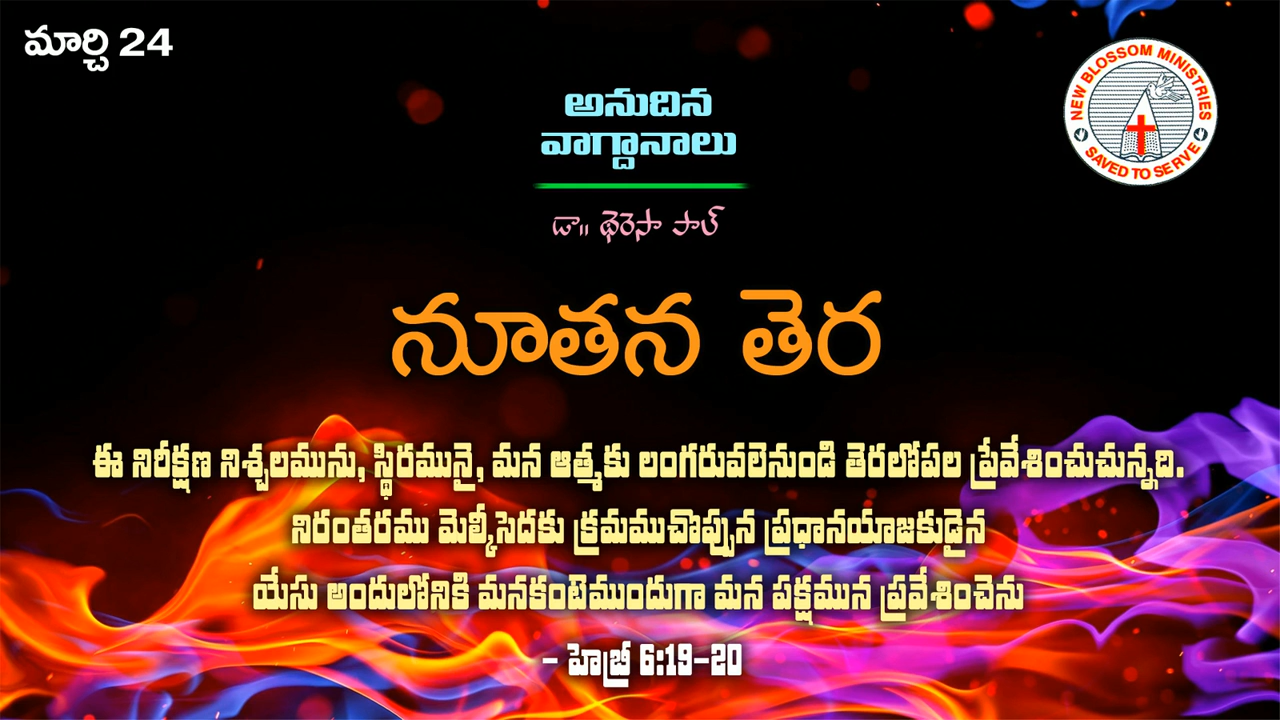 మార్చి 24
NEW BLOSSOM MINISTRIES
SAVED TO SERVE
అనుదిన
వాగ్దానాలు
డా॥ థెరెసా పాల్
నూతన తెర
ఈ నిరీక్షణ నిశ్చలమును, స్థిరమునై, మన ఆత్మకు లంగరువలెనుండి తెరలోపల ప్రేవేశించుచున్నది.
నిరంతరము మెల్కీసెదకు క్రమముచొప్పున ప్రధానయాజకుడైన
యేసు అందులోనికి మనకంటెముందుగా మన పక్షమున ప్రవేశించెను
- హెబ్రీ 6:19-20